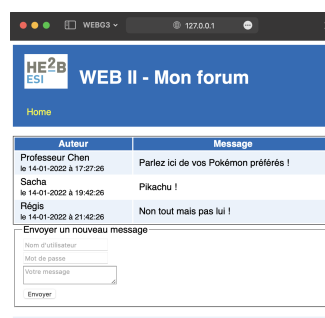 WEBG3
127.0.0.1
HE2B
ESI
WEB II - Mon forum
Home
Auteur Message
Professeur Chen
le 14-01-2022 à 17:27:26
Parlez ici de vos Pokémon préférés !
Sacha
le 14-01-2022 à 19:42:26
Pikachu !
Régis
le 14-01-2022 à 21:42:26
Non tout mais pas lui !
Envoyer un nouveau message
Nom d'utilisateur
Mot de passe
Votre message
Envoyer